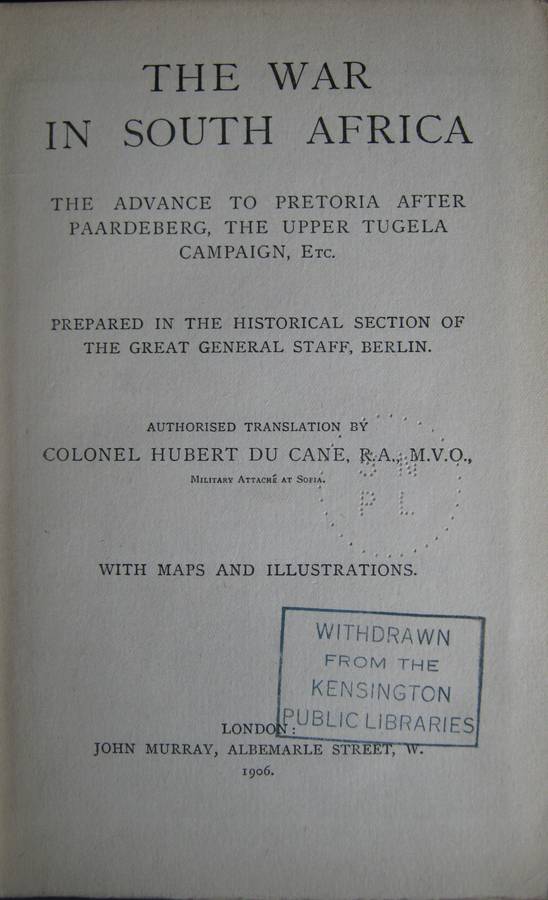 THE WAR
IN SOUTH AFRICA
THE ADVANCE TO PRETORIA AFTER
PAARDEBERG, THE UPPER TUGELA
CAMPAIGN, ETC.
PREPARED IN THE HISTORICAL SECTION OF
THE GREAT GENERAL STAFF, BERLIN.
AUTHORISED TRANSLATION BY
COLONEL HUBERT DU CANE, R.A., M.V.O.,
MILITARY ATTACHÉ AT SOFIA.
P L
WITH MAPS AND ILLUSTRATIONS.
WITHDRAWN
FROM THE
KENSINGTON
PUBLIC LIBRARIES
LONDON:
JOHN MURRAY, ALBEMARLE STREET, W.
1906.